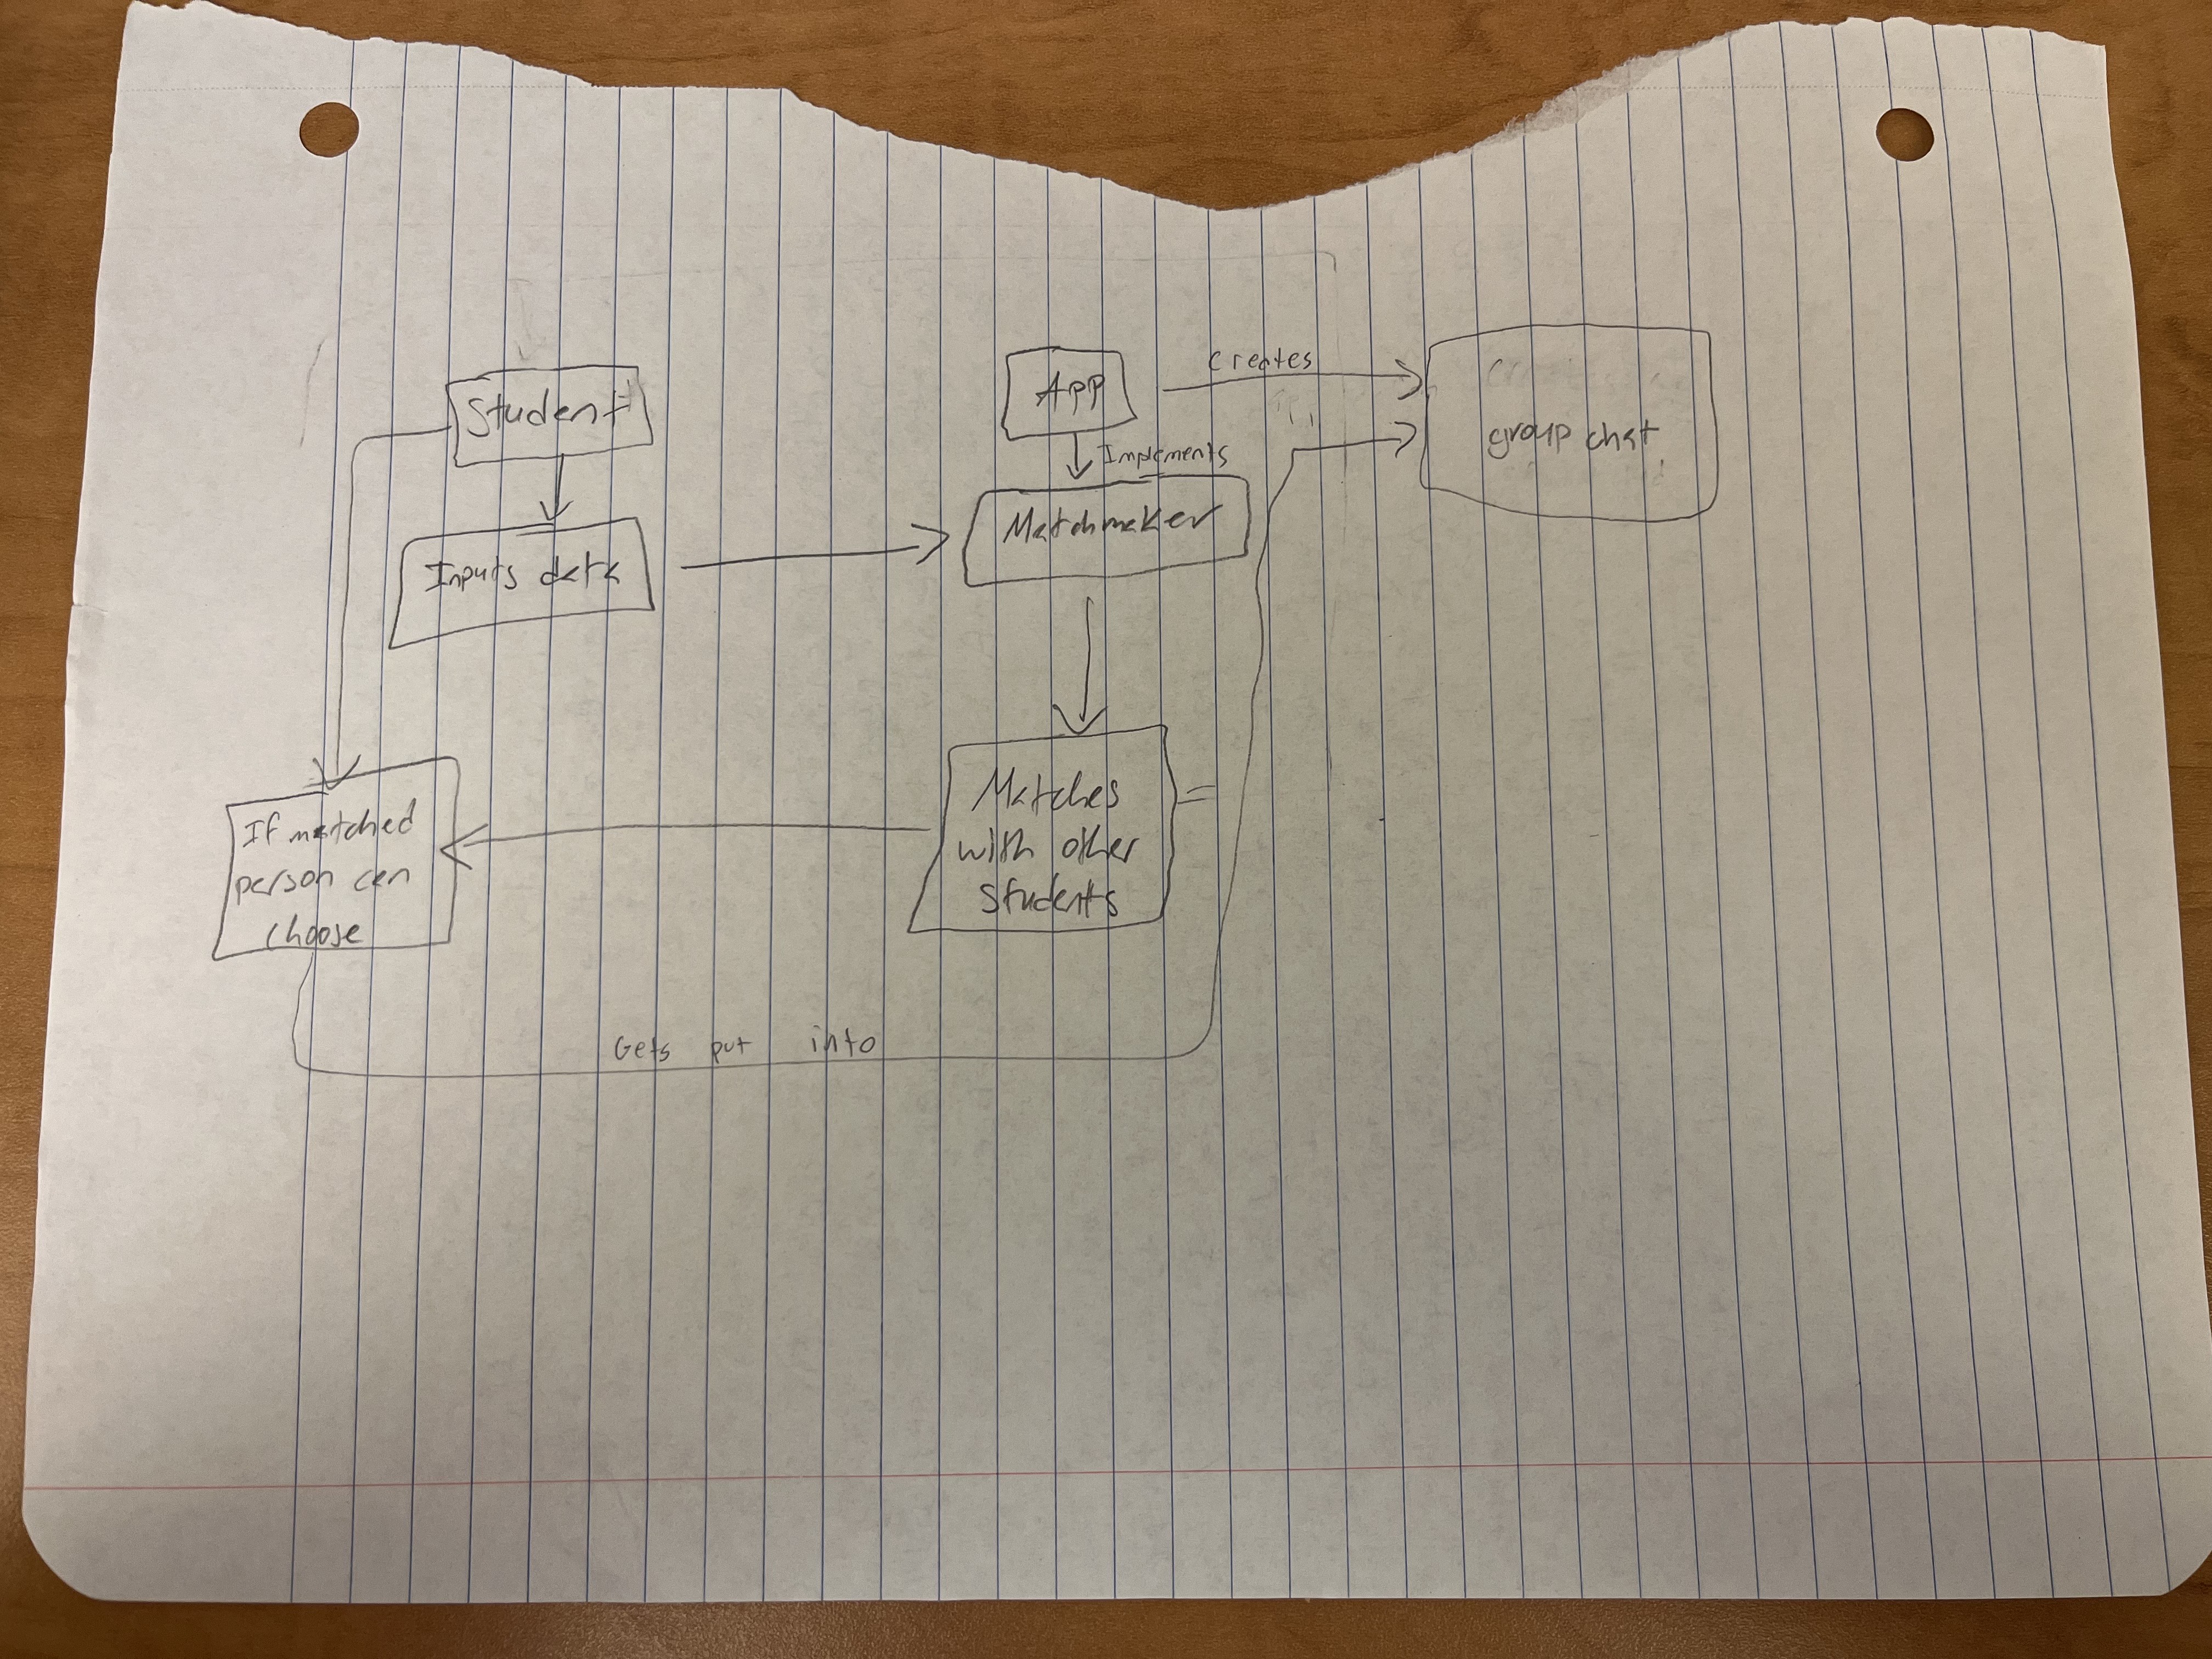 Student
Inputs data
App
Creates
Implements
Matchmaker
group chat
Matches
with other
Students
If matched
person can
choose
Gets put into